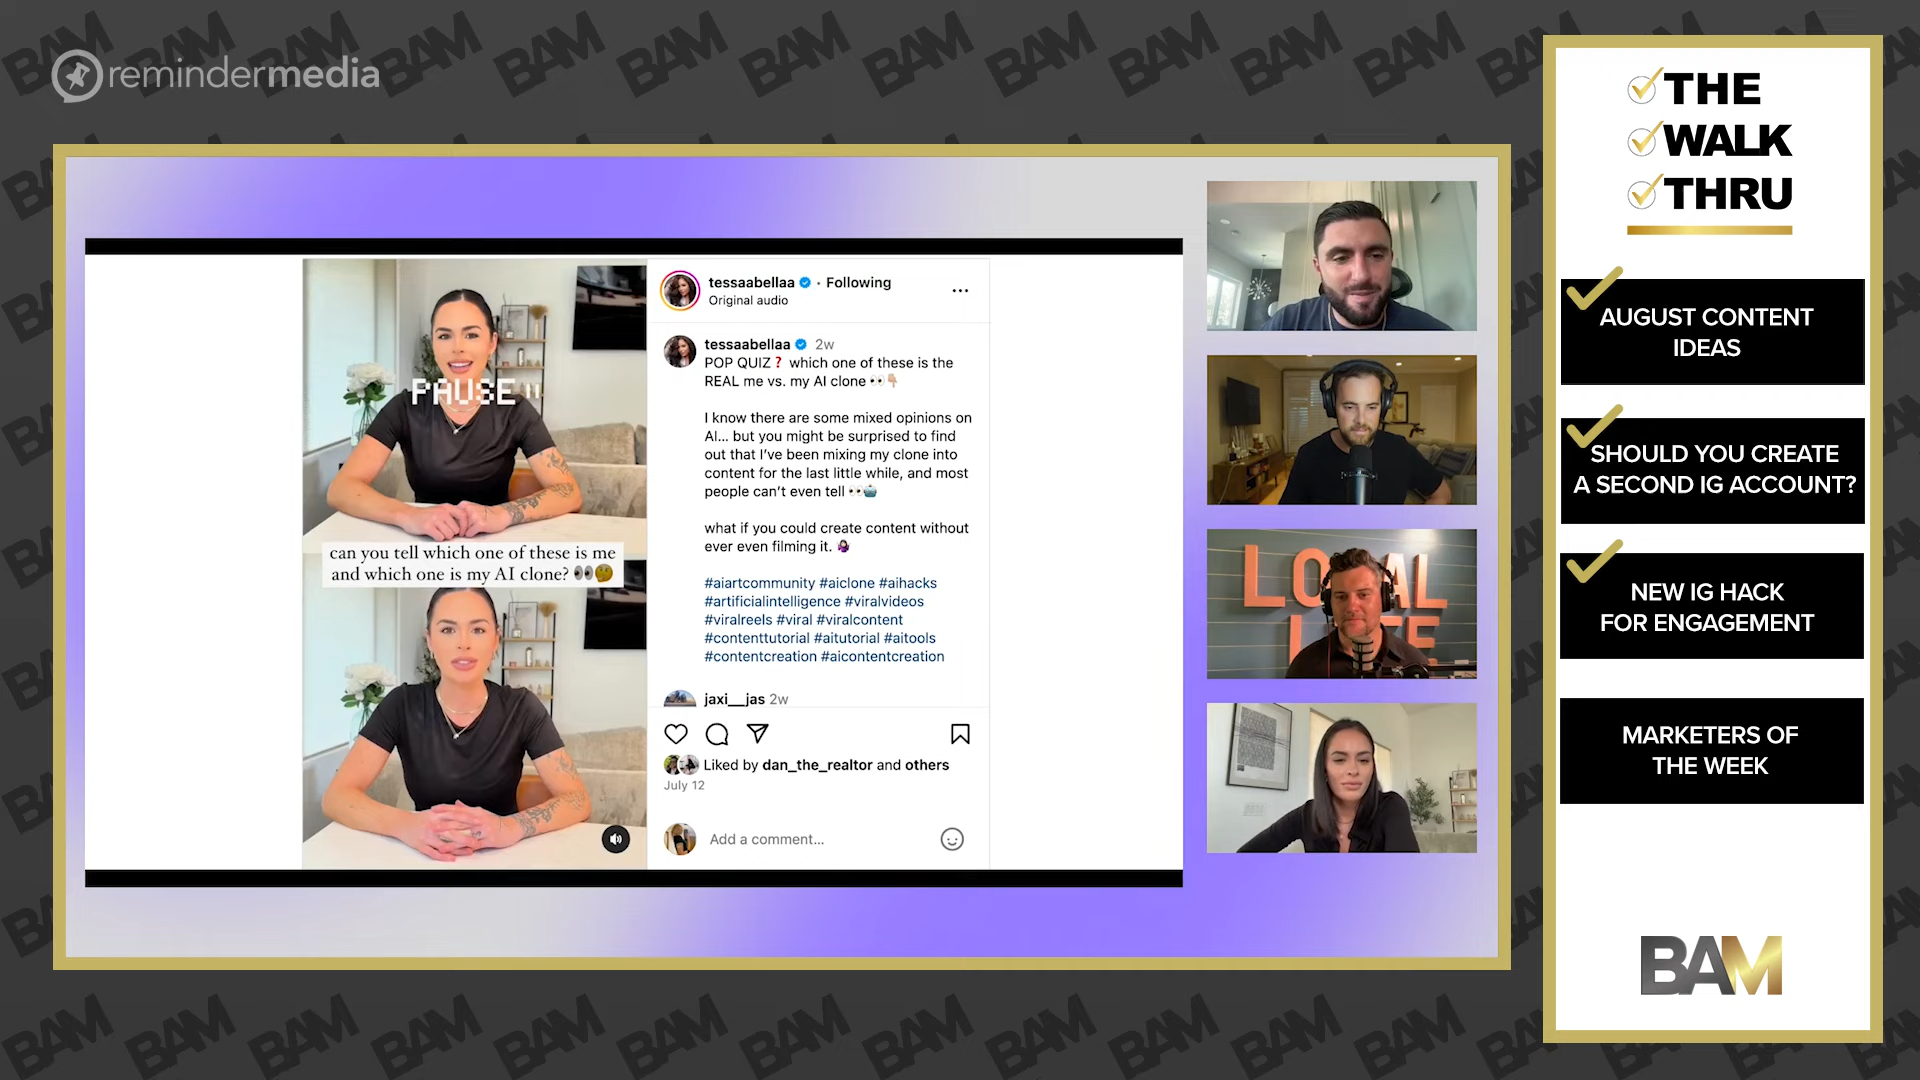 remindermedia
PAUSE
can you tell which one of these is me
and which one is my AI clone? 👀🤔
tessaabellaa • Following
Original audio
tessaabellaa 2w
POP QUIZ❓ which one of these is the
REAL me vs. my AI clone 👀👇🏼
I know there are some mixed opinions on
AI... but you might be surprised to find
out that I've been mixing my clone into
content for the last little while, and most
people can't even tell 👀🤖
what if you could create content without
ever even filming it. 🤷🏻‍♀️
#aiartcommunity #aiclone #aihacks
#artificialintelligence #viralvideos
#viralreels #viral #viralcontent
#contenttutorial #aitutorial #aitools
#contentcreation #aicontentcreation
jaxi__jas 2w
Liked by dan_the_realtor and others
July 12
Add a comment...
LOCAL
THE
WALK
THRU
AUGUST CONTENT
IDEAS
SHOULD YOU CREATE
A SECOND IG ACCOUNT?
NEW IG HACK
FOR ENGAGEMENT
MARKETERS OF
THE WEEK
BAM